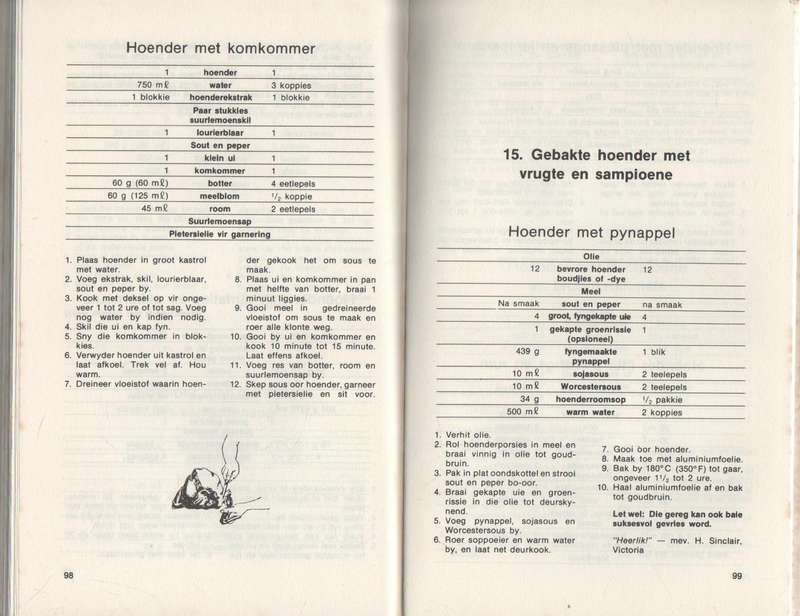 Hoender met komkommer
1 hoender 1
750 mℓ water 3 koppies
1 blokkie hoenderekstrak 1 blokkie
Paar stukkies
suurlemoenskil
1 lourierblaar 1
Sout en peper
1 klein ui 1
1 komkommer 1
60 g (60 mℓ) botter 4 eetlepels
60 g (125 mℓ) meelblom 1/2 koppie
45 mℓ room 2 eetlepels
Suurlemoensap
Pietersielie vir garnering
1. Plaas hoender in groot kastrol
met water.
2. Voeg ekstrak, skil, lourierblaar,
sout en peper by.
3. Kook met deksel op vir onge-
veer 1 tot 2 ure of tot sag. Voeg
nog water by indien nodig.
4. Skil die ui en kap fyn.
5. Sny die komkommer in blok-
kies.
6. Verwyder hoender uit kastrol en
laat afkoel. Trek vel af. Hou
warm.
7. Dreineer vloeistof waarin hoen-
der gekook het om sous te
maak.
8. Plaas ui en komkommer in pan
met helfte van botter, braai 1
minuut liggies.
9. Gooi meel in gedreineerde
vloeistof om sous te maak en
roer alle klonte weg.
10. Gooi by ui en komkommer en
kook 10 minute tot 15 minute.
Laat effens afkoel.
11. Voeg res van botter, room en
suurlemoensap by.
12. Skep sous oor hoender, garneer
met pietersielie en sit voor.
98
15. Gebakte hoender met
vrugte en sampioene
Hoender met pynappel
Olie
12 bevrore hoender 12
boudjies of -dye
Meel
Na smaak sout en peper na smaak
4 groot, fyngekapte uie 4
1 gekapte groenrissie 1
(opsioneel)
439 g fyngemaakte 1 blik
pynappel
10 mℓ sojasous 2 teelepels
10 mℓ Worcestersous 2 teelepels
34 g hoenderroomsop 1/2 pakkie
500 mℓ warm water 2 koppies
1. Verhit olie.
2. Rol hoenderporsies in meel en
braai vinnig in olie tot goud-
bruin.
3. Pak in plat oondskottel en strooi
sout en peper bo-oor.
4. Braai gekapte uie en groen-
rissie in die olie tot deursky-
nend.
5. Voeg pynappel, sojasous en
Worcestersous by.
6. Roer soppoeier en warm water
by, en laat net deurkook.
7. Gooi oor hoender.
8. Maak toe met aluminiumfoelie.
9. Bak by 180°C (350°F) tot gaar,
ongeveer 1 1/2 tot 2 ure.
10. Haal aluminiumfoelie af en bak
tot goudbruin.
Let wel: Die gereg kan ook baie
suksesvol gevries word.
"Heerlik!" — mev. H. Sinclair,
Victoria
99